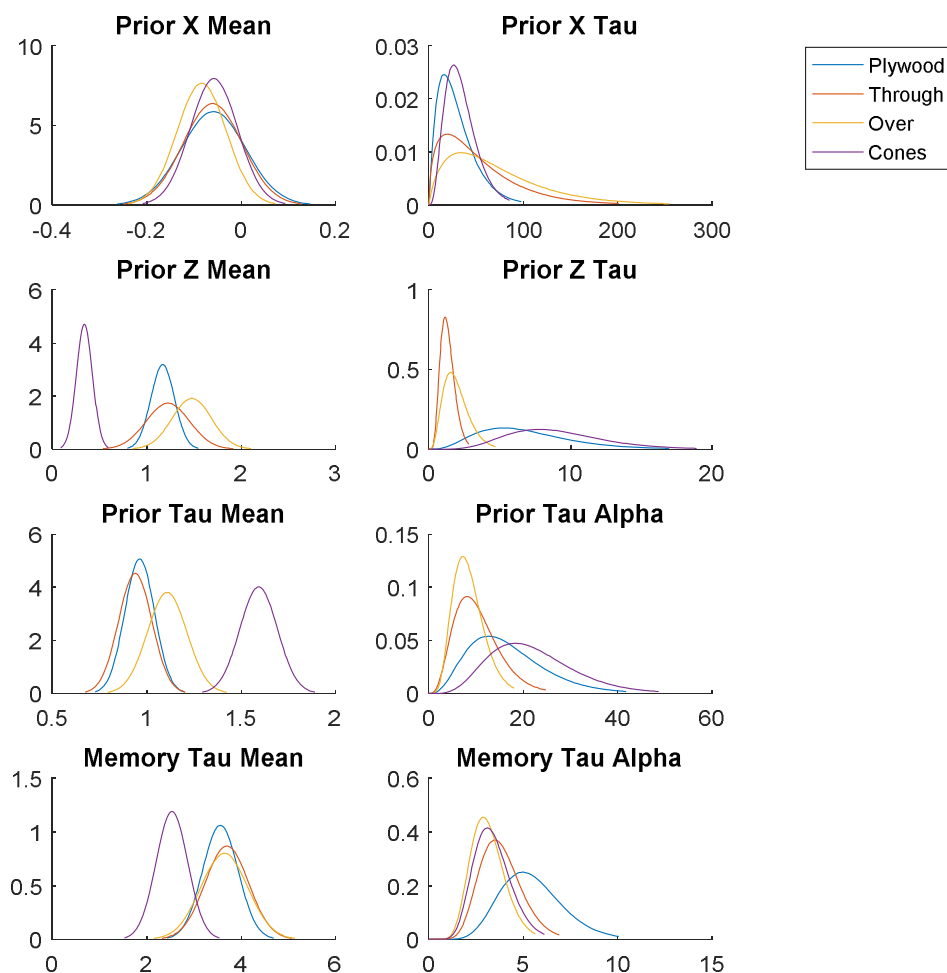 Prior X Mean
10
5
0
-0.4 -0.2 0 0.2
Prior X Tau
0.03
0.02
0.01
0
0 100 200 300
Plywood
Through
Over
Cones
Prior Z Mean
6
4
2
0
0 1 2 3
Prior Z Tau
1
0.5
0
0 10 20
Prior Tau Mean
6
4
2
0
0.5 1 1.5 2
Prior Tau Alpha
0.15
0.1
0.05
0
0 20 40 60
Memory Tau Mean
1.5
1
0.5
0
0 2 4 6
Memory Tau Alpha
0.6
0.4
0.2
0
0 5 10 15